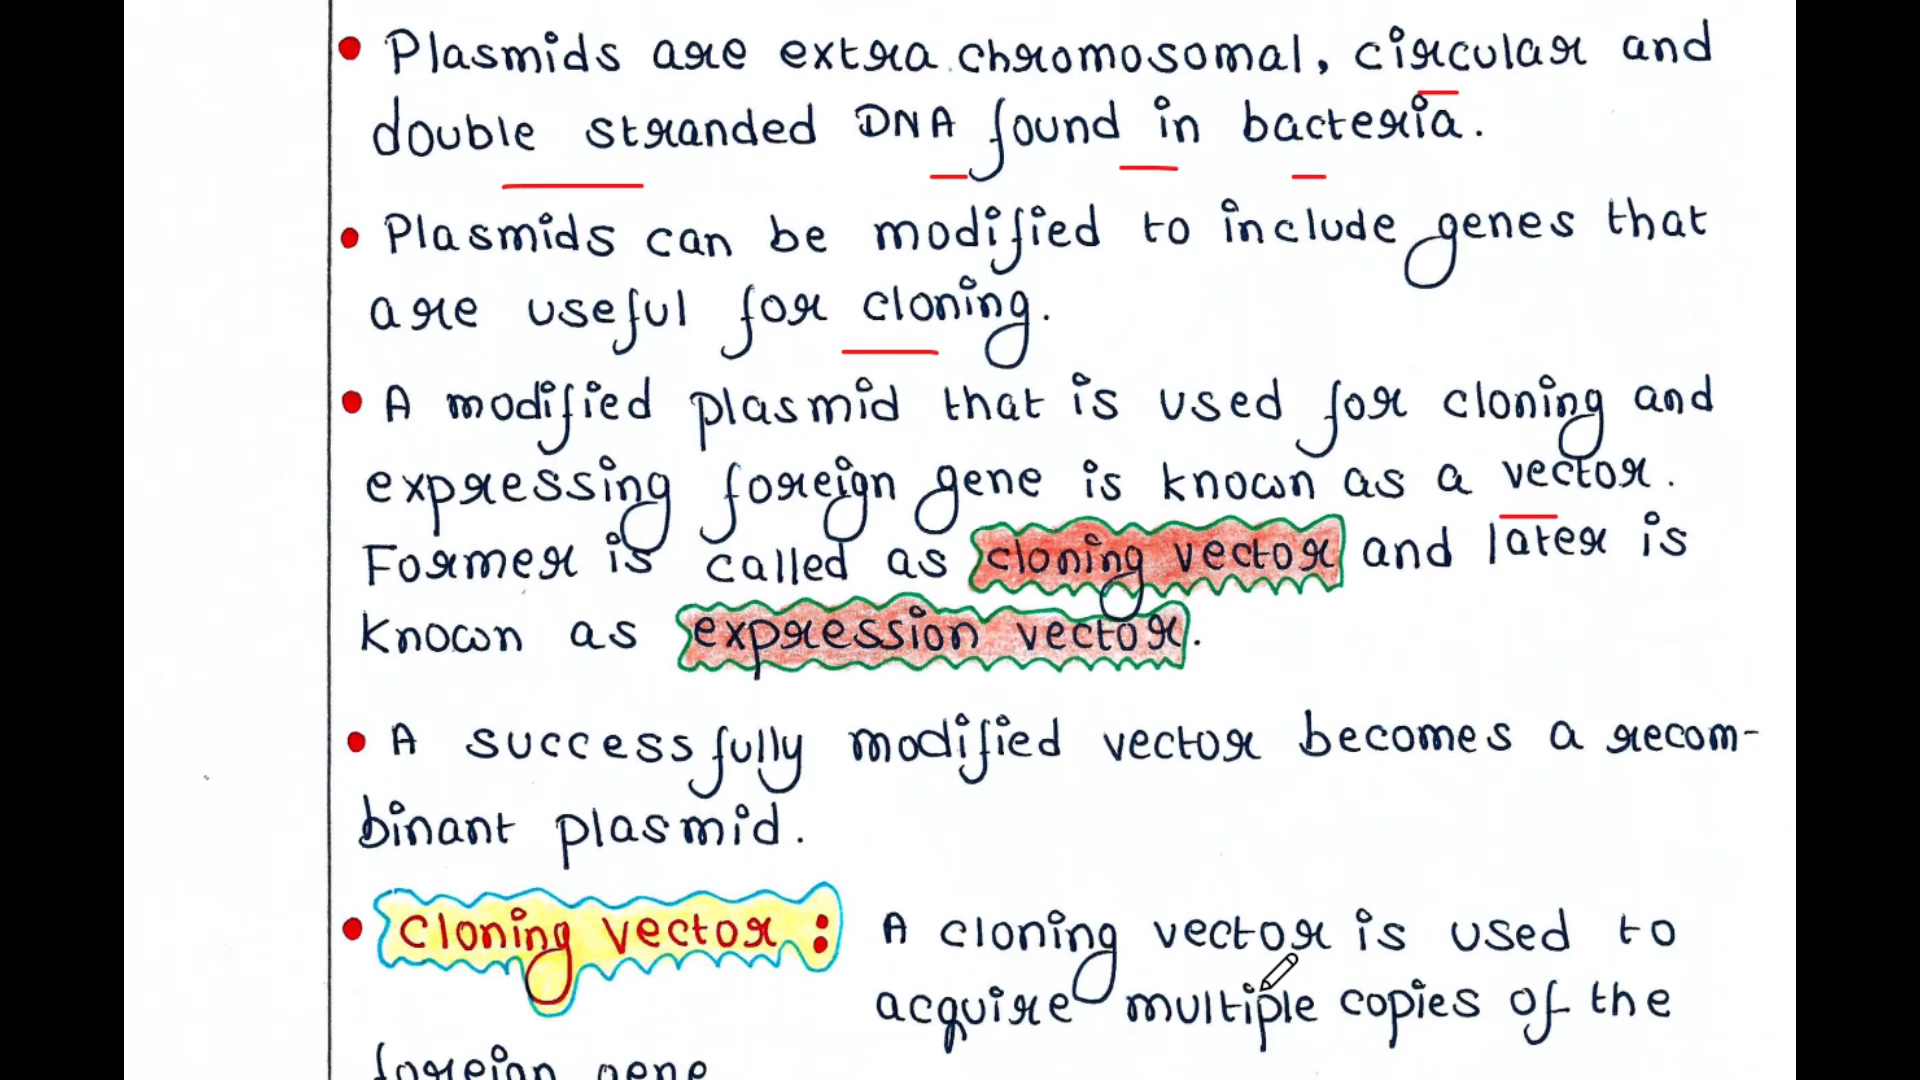 • Plasmids are extra chromosomal, circular and
double stranded DNA found in bacteria.
• Plasmids can be modified to include genes that
are useful for cloning.
• A modified plasmid that is used for cloning and
expressing foreign gene is known as a vector.
Former is called as cloning vector and later is
known as expression vector.
• A successfully modified vector becomes a recom-
binant plasmid.
• cloning vector : A cloning vector is used to
acquire multiple copies of the
foreign gene